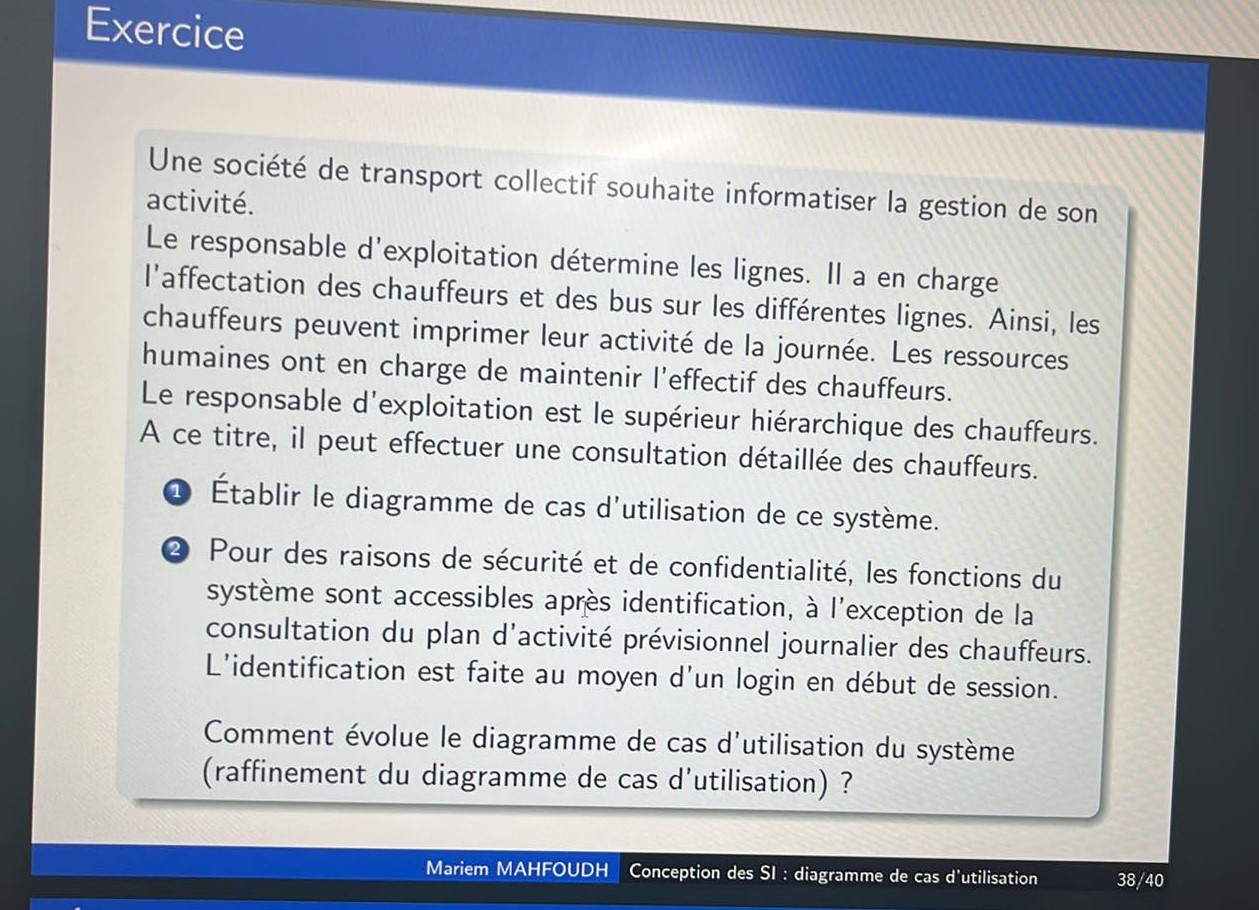 Exercice
Une société de transport collectif souhaite informatiser la gestion de son
activité.
Le responsable d'exploitation détermine les lignes. Il a en charge
l'affectation des chauffeurs et des bus sur les différentes lignes. Ainsi, les
chauffeurs peuvent imprimer leur activité de la journée. Les ressources
humaines ont en charge de maintenir l'effectif des chauffeurs.
Le responsable d'exploitation est le supérieur hiérarchique des chauffeurs.
A ce titre, il peut effectuer une consultation détaillée des chauffeurs.
1 Établir le diagramme de cas d'utilisation de ce système.
2 Pour des raisons de sécurité et de confidentialité, les fonctions du
système sont accessibles après identification, à l'exception de la
consultation du plan d'activité prévisionnel journalier des chauffeurs.
L'identification est faite au moyen d'un login en début de session.
Comment évolue le diagramme de cas d'utilisation du système
(raffinement du diagramme de cas d'utilisation) ?
Mariem MAHFOUDH Conception des SI : diagramme de cas d'utilisation 38/40